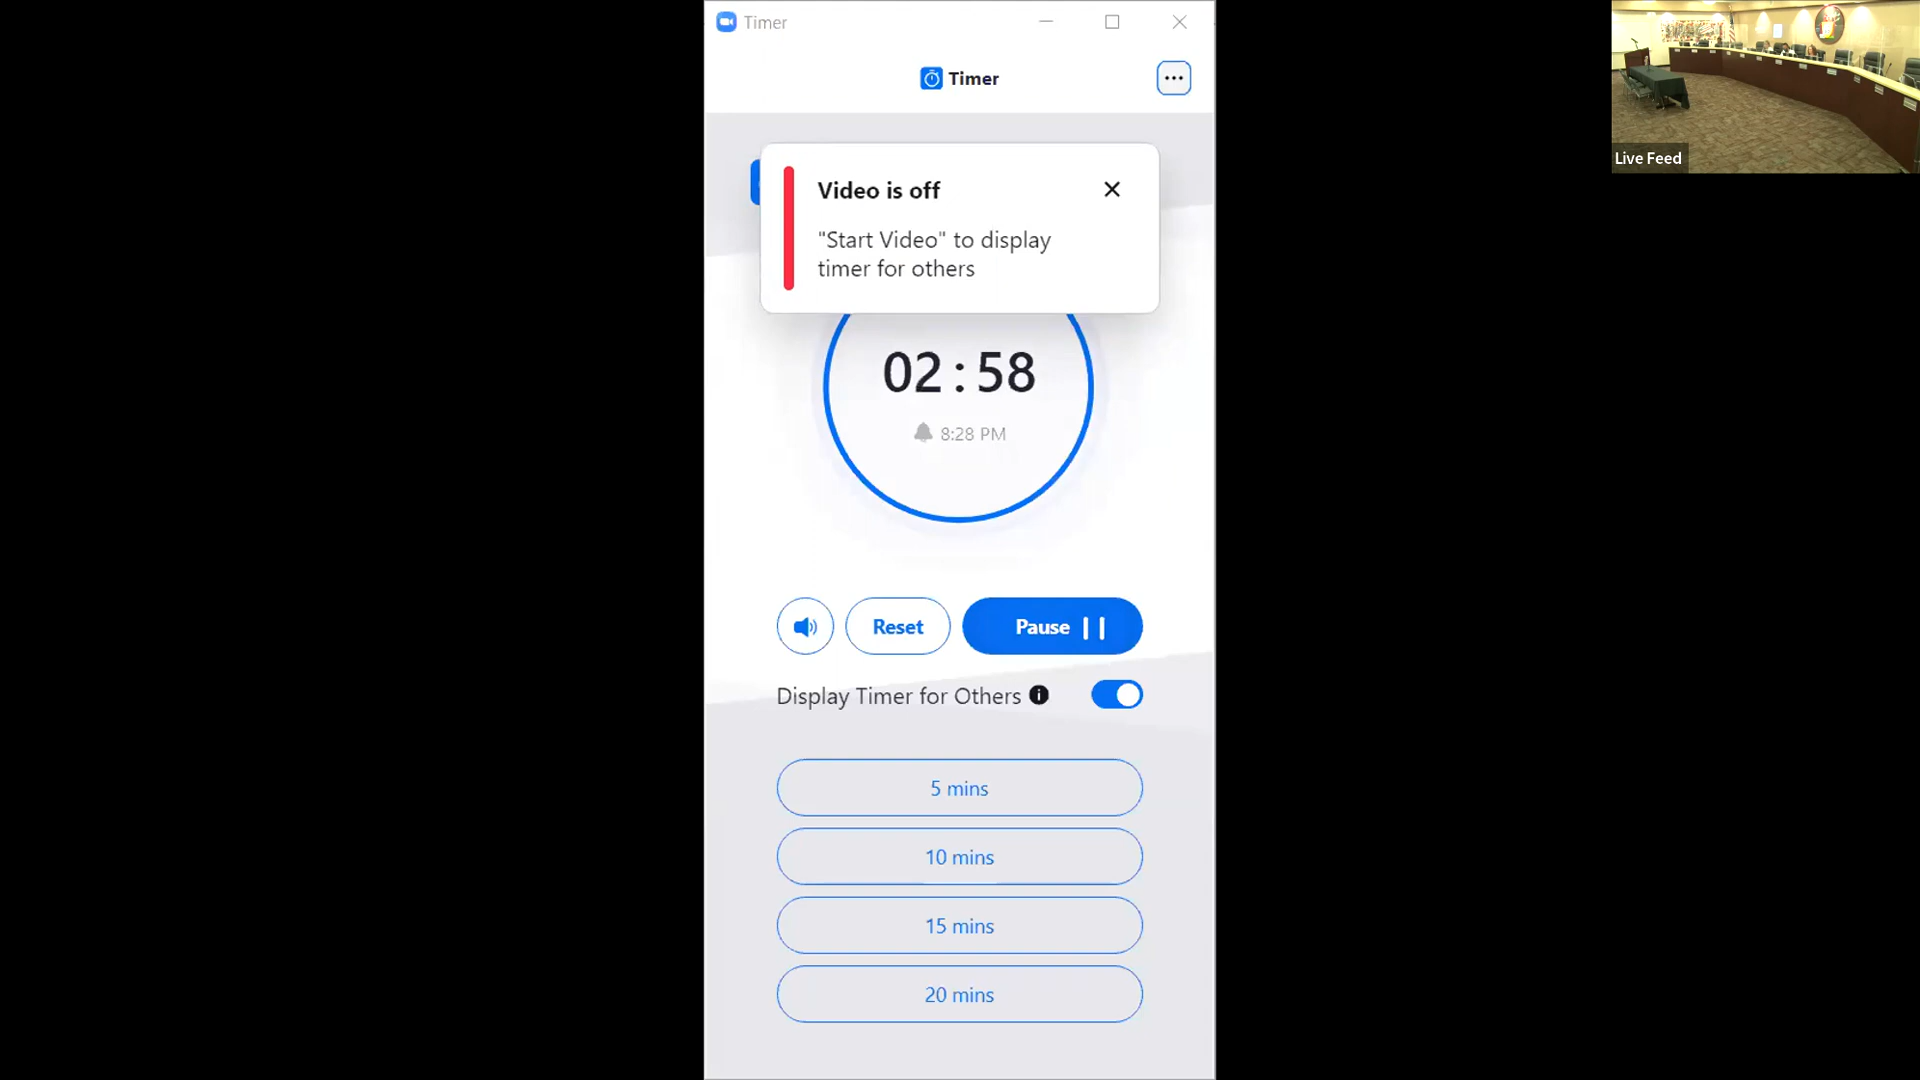 Timer
Timer
Video is off
"Start Video" to display
timer for others
02:58
8:28 PM
Reset
Pause
Display Timer for Others
5 mins
10 mins
15 mins
20 mins
Live Feed